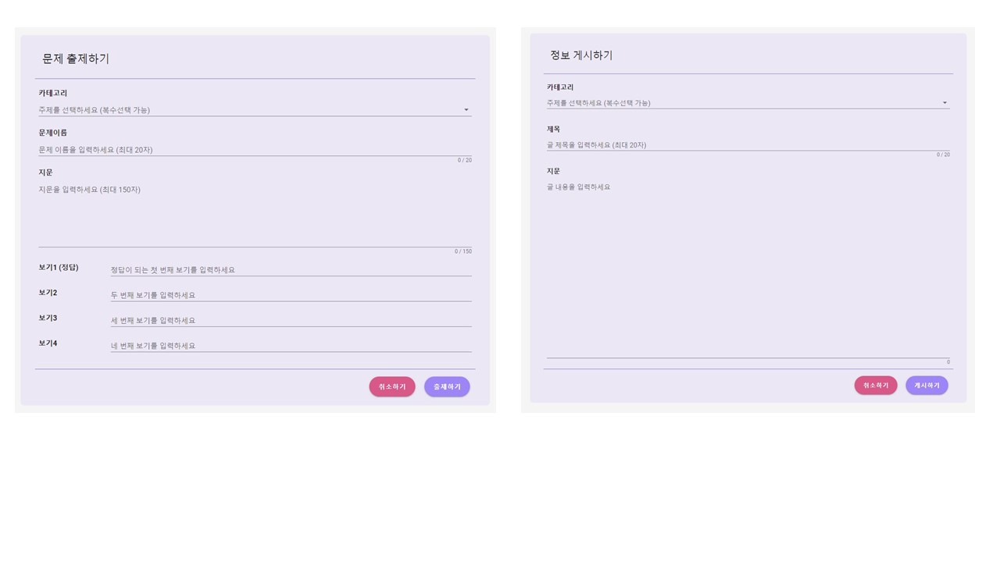 문제 출제하기
카테고리
주제를 선택하세요 (복수선택 가능)
문제이름
문제 이름을 입력하세요 (최대 20자)
0 / 20
지문
지문을 입력하세요 (최대 150자)
0 / 150
보기1 (정답)
정답이 되는 첫 번째 보기를 입력하세요
보기2
두 번째 보기를 입력하세요
보기3
세 번째 보기를 입력하세요
보기4
네 번째 보기를 입력하세요
취소하기
출제하기
정보 게시하기
카테고리
주제를 선택하세요 (복수선택 가능)
제목
글 제목을 입력하세요 (최대 20자)
0 / 20
지문
글 내용을 입력하세요
0
취소하기
게시하기